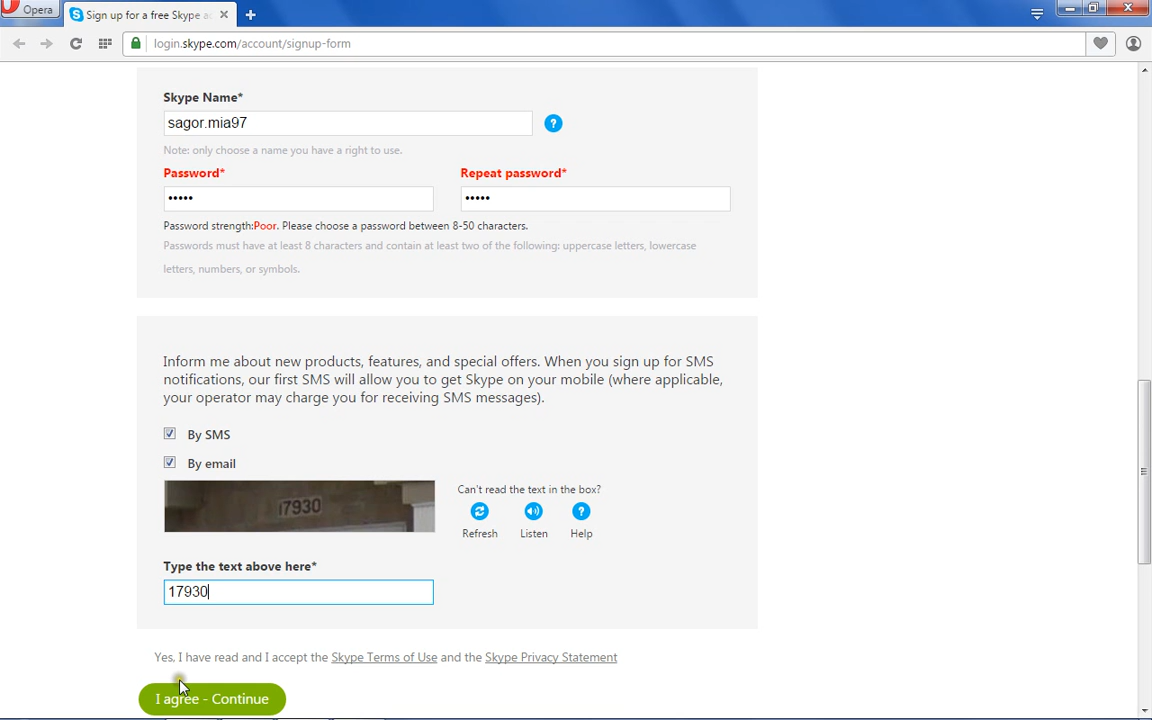 Opera
Sign up for a free Skype ac
login.skype.com/account/signup-form
Skype Name*
sagor.mia97
?
Note: only choose a name you have a right to use.
Password* Repeat password*
••••• •••••
Password strength:Poor. Please choose a password between 8-50 characters.
Passwords must have at least 8 characters and contain at least two of the following: uppercase letters, lowercase
letters, numbers, or symbols.
Inform me about new products, features, and special offers. When you sign up for SMS
notifications, our first SMS will allow you to get Skype on your mobile (where applicable,
your operator may charge you for receiving SMS messages).
By SMS
By email
17930
Can't read the text in the box?
?
Refresh Listen Help
Type the text above here*
17930
Yes, I have read and I accept the Skype Terms of Use and the Skype Privacy Statement
I agree - Continue